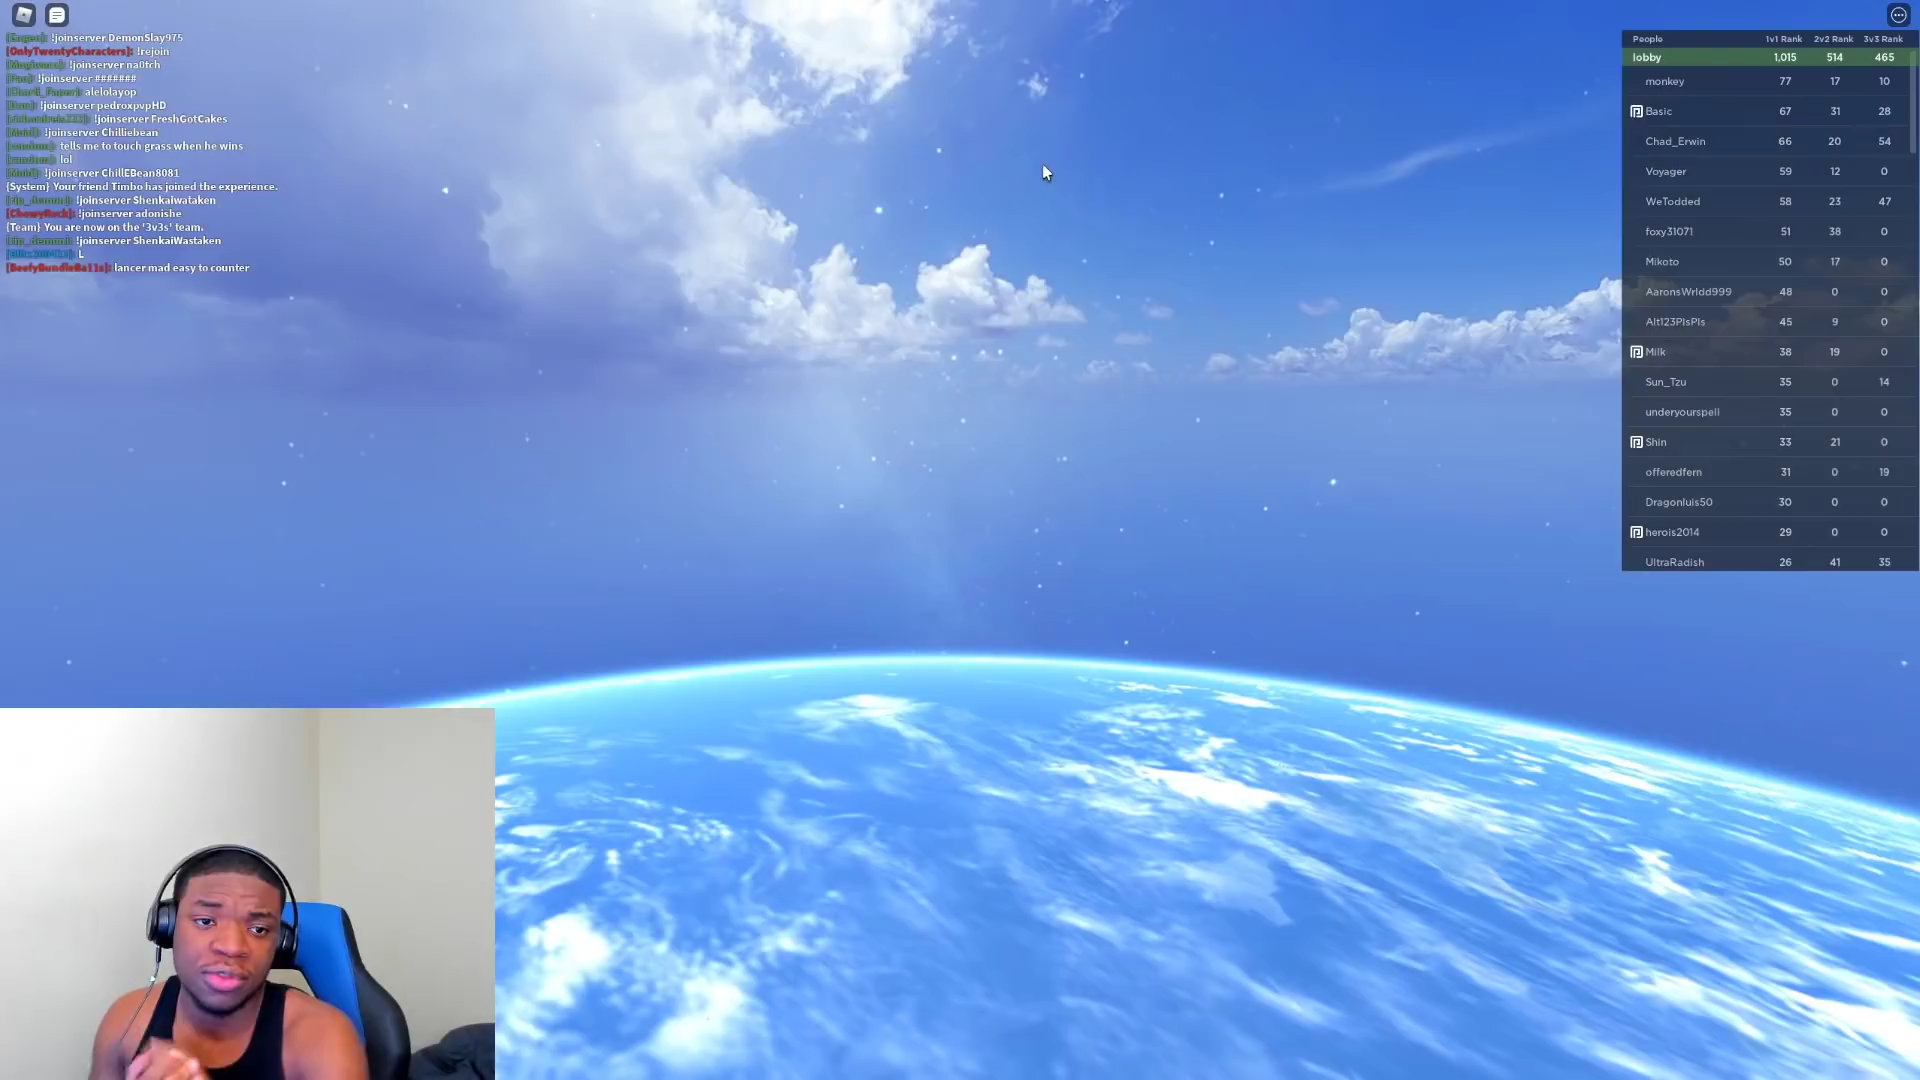 !joinserver DemonSlay975
[OnlyTwentyCharacters]: !rejoin
!joinserver na0tch
!joinserver #######
alelolayop
!joinserver pedroxpvpHD
!joinserver FreshGotCakes
!joinserver Chilliebean
tells me to touch grass when he wins
lol
!joinserver ChillEBean8081
{System} Your friend Timbo has joined the experience.
!joinserver Shenkaiwataken
!joinserver adonishe
{Team} You are now on the '3v3s' team.
!joinserver ShenkaiWastaken
L
lancer mad easy to counter
People 1v1 Rank 2v2 Rank 3v3 Rank
lobby 1,015 514 465
monkey 77 17 10
Basic 67 31 28
Chad_Erwin 66 20 54
Voyager 59 12 0
WeTodded 58 23 47
foxy31071 51 38 0
Mikoto 50 17 0
AaronsWrldd999 48 0 0
Alt123PlsPls 45 9 0
Milk 38 19 0
Sun_Tzu 35 0 14
underyourspell 35 0 0
Shin 33 21 0
offeredfern 31 0 19
Dragonluis50 30 0 0
herois2014 29 0 0
UltraRadish 26 41 35